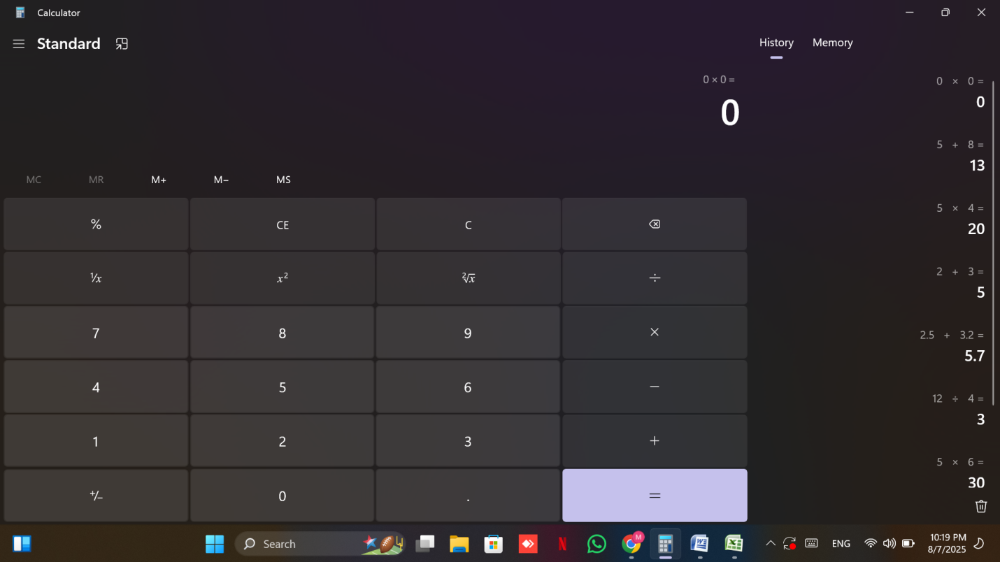 Calculator
Standard
History Memory
0 × 0 =
0
MC MR M+ M− MS
% CE C
¹/x x² ²√x ÷
7 8 9 ×
4 5 6 −
1 2 3 +
+/− 0 . =
0 × 0 =
0
5 + 8 =
13
5 × 4 =
20
2 + 3 =
5
2.5 + 3.2 =
5.7
12 ÷ 4 =
3
5 × 6 =
30
Search
N
M
ENG
10:19 PM
8/7/2025